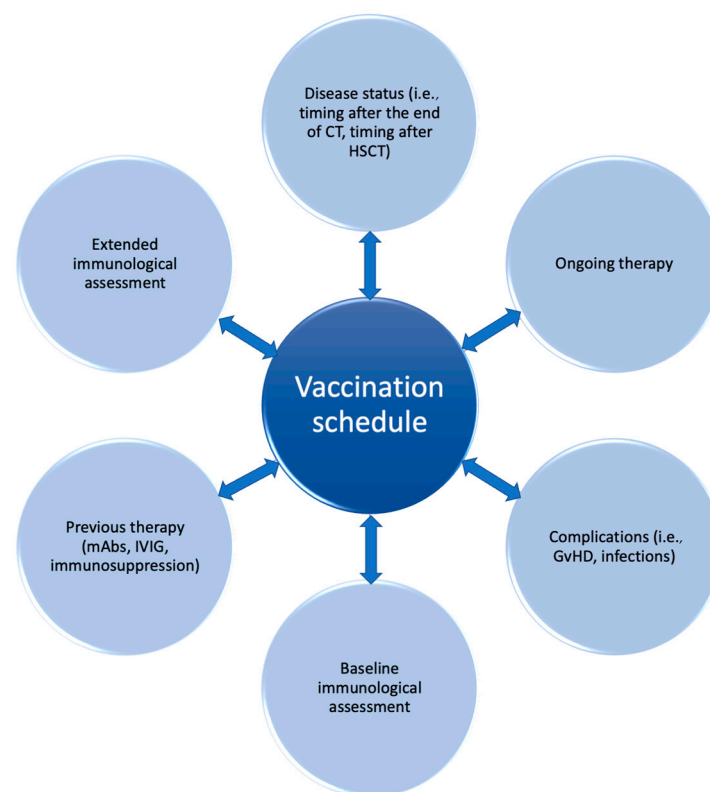 Disease status (i.e.,
timing after the end
of CT, timing after
HSCT)
Extended
immunological
assessment
Ongoing therapy
Vaccination
schedule
Previous therapy
(mAbs, IVIG,
immunosuppression)
Complications (i.e.,
GvHD, infections)
Baseline
immunological
assessment